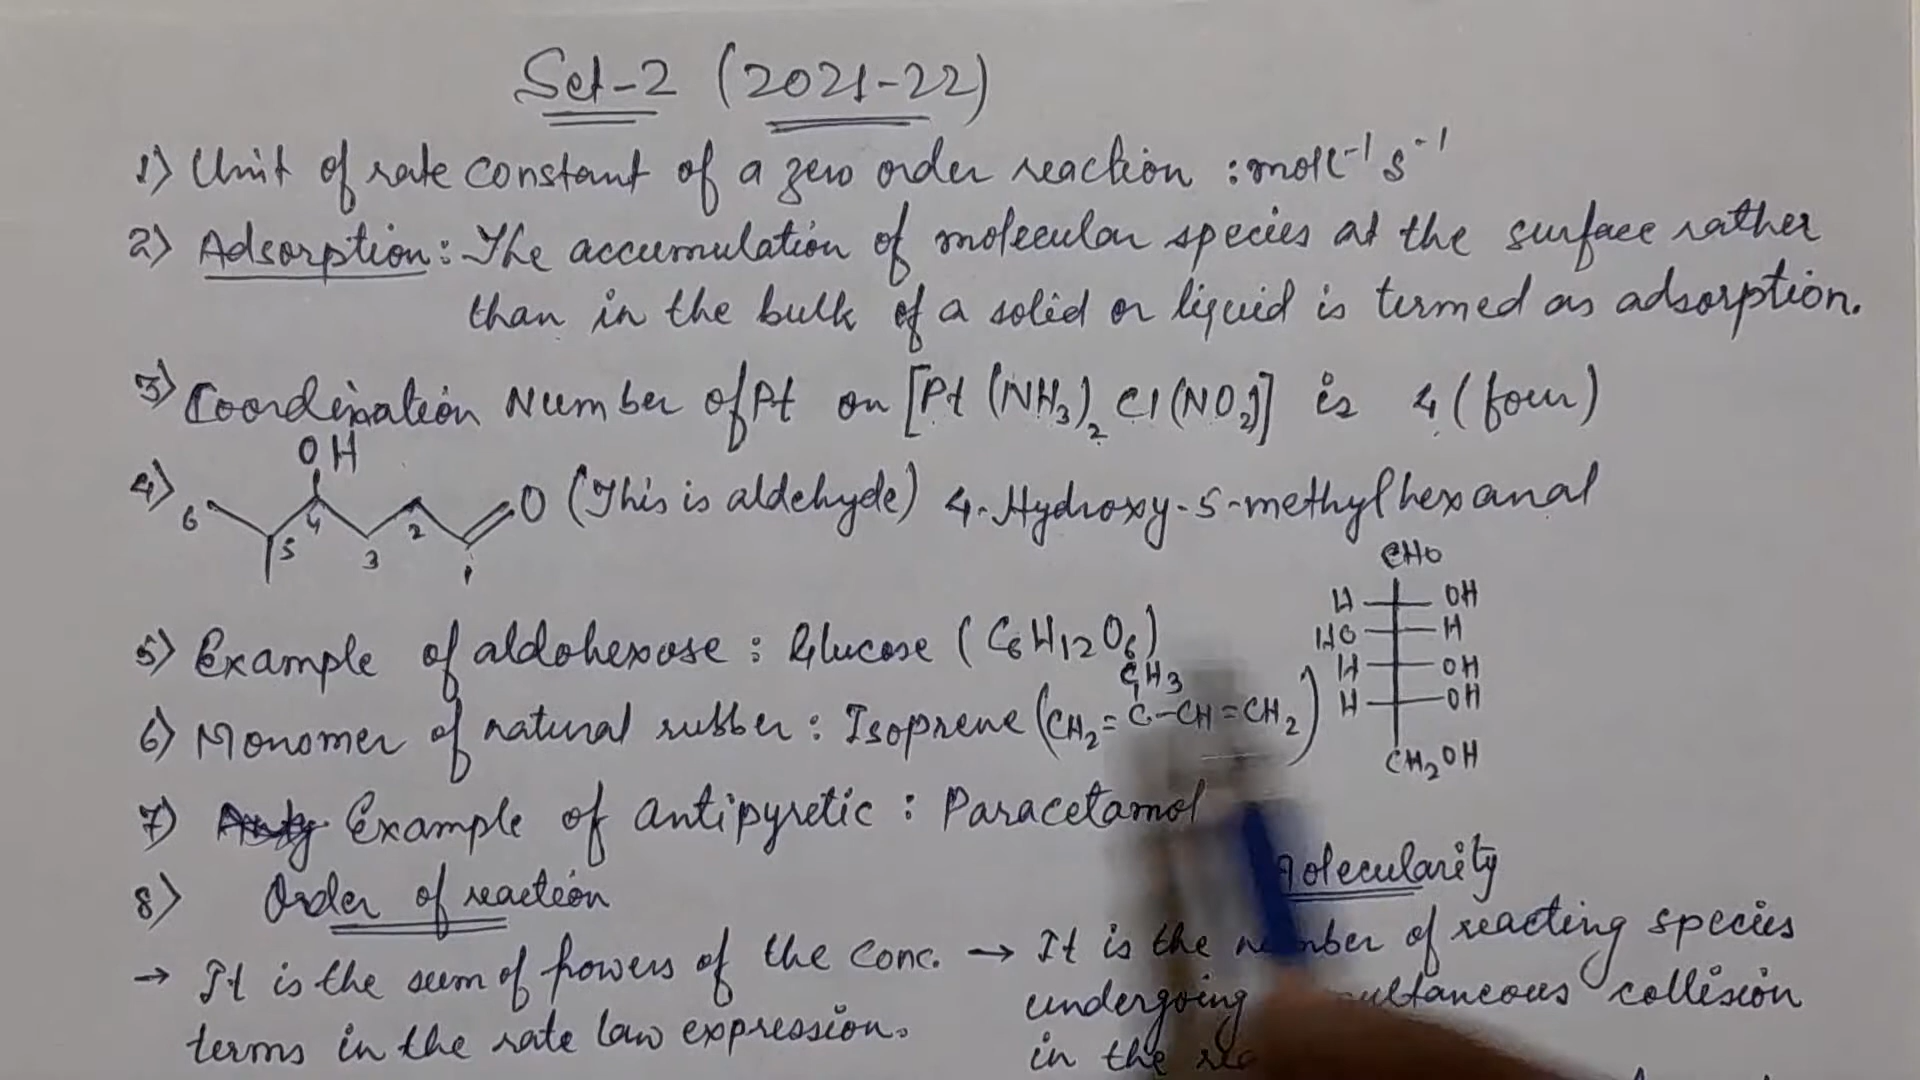 Set-2 (2021-22)
1) Unit of rate constant of a zero order reaction : mol L⁻¹ s⁻¹
2) Adsorption: The accumulation of molecular species at the surface rather
than in the bulk of a solid or liquid is termed as adsorption.
3) Coordination Number of Pt on [Pt (NH₃)₂ Cl(NO₂)] is 4 (four)
OH
4) 6 5 4 3 2 1 O (This is aldehyde) 4-Hydroxy-5-methylhexanal
CHO
H OH
HO H
H OH
H OH
CH₂OH
5) Example of aldohexose : Glucose (C₆H₁₂O₆)
CH₃
6) Monomer of natural rubber : Isoprene (CH₂=C-CH=CH₂)
7) Example of antipyretic : Paracetamol
8) Order of reaction
→ It is the sum of powers of the conc.
terms in the rate law expression.
Molecularity
→ It is the number of reacting species
undergoing simultaneous collision
in the